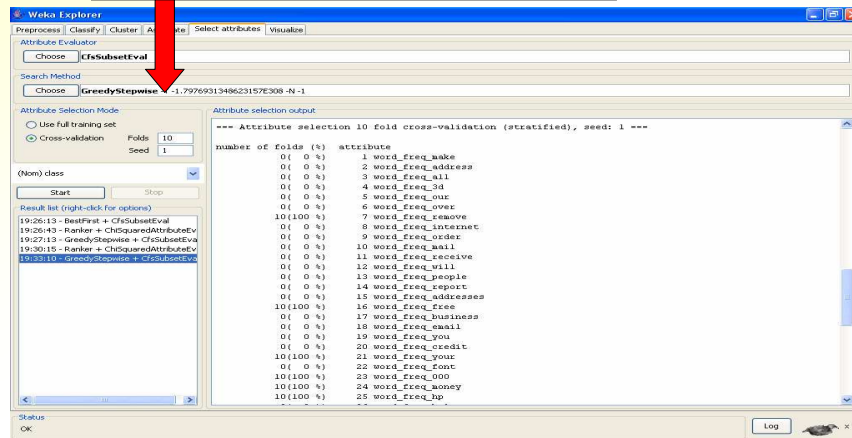 Weka Explorer
Preprocess Classify Cluster Select attributes Visualize
Attribute Evaluator
Choose CfsSubsetEval
Search Method
Choose GreedyStepwise -1.7976931348623157E308 -N -1
Attribute Selection Mode
Use full training set
Cross-validation Folds 10
Seed 1
(Nom) class
Start Stop
Result list (right-click for options)
19:26:13 - BestFirst + CfsSubsetEval
19:26:43 - Ranker + ChiSquaredAttributeEv
19:27:13 - GreedyStepwise + CfsSubsetEva
19:30:15 - Ranker + ChiSquaredAttributeEv
19:33:10 - GreedyStepwise + CfsSubsetEva
Attribute selection output
=== Attribute selection 10 fold cross-validation (stratified), seed: 1 ===
number of folds (%) attribute
0( 0 %) 1 word_freq_make
0( 0 %) 2 word_freq_address
0( 0 %) 3 word_freq_all
0( 0 %) 4 word_freq_3d
0( 0 %) 5 word_freq_our
0( 0 %) 6 word_freq_over
10(100 %) 7 word_freq_remove
0( 0 %) 8 word_freq_internet
0( 0 %) 9 word_freq_order
0( 0 %) 10 word_freq_mail
0( 0 %) 11 word_freq_receive
0( 0 %) 12 word_freq_will
0( 0 %) 13 word_freq_people
0( 0 %) 14 word_freq_report
0( 0 %) 15 word_freq_addresses
10(100 %) 16 word_freq_free
0( 0 %) 17 word_freq_business
0( 0 %) 18 word_freq_email
0( 0 %) 19 word_freq_you
0( 0 %) 20 word_freq_credit
10(100 %) 21 word_freq_your
0( 0 %) 22 word_freq_font
10(100 %) 23 word_freq_000
10(100 %) 24 word_freq_money
10(100 %) 25 word_freq_hp
Status
OK
Log
x